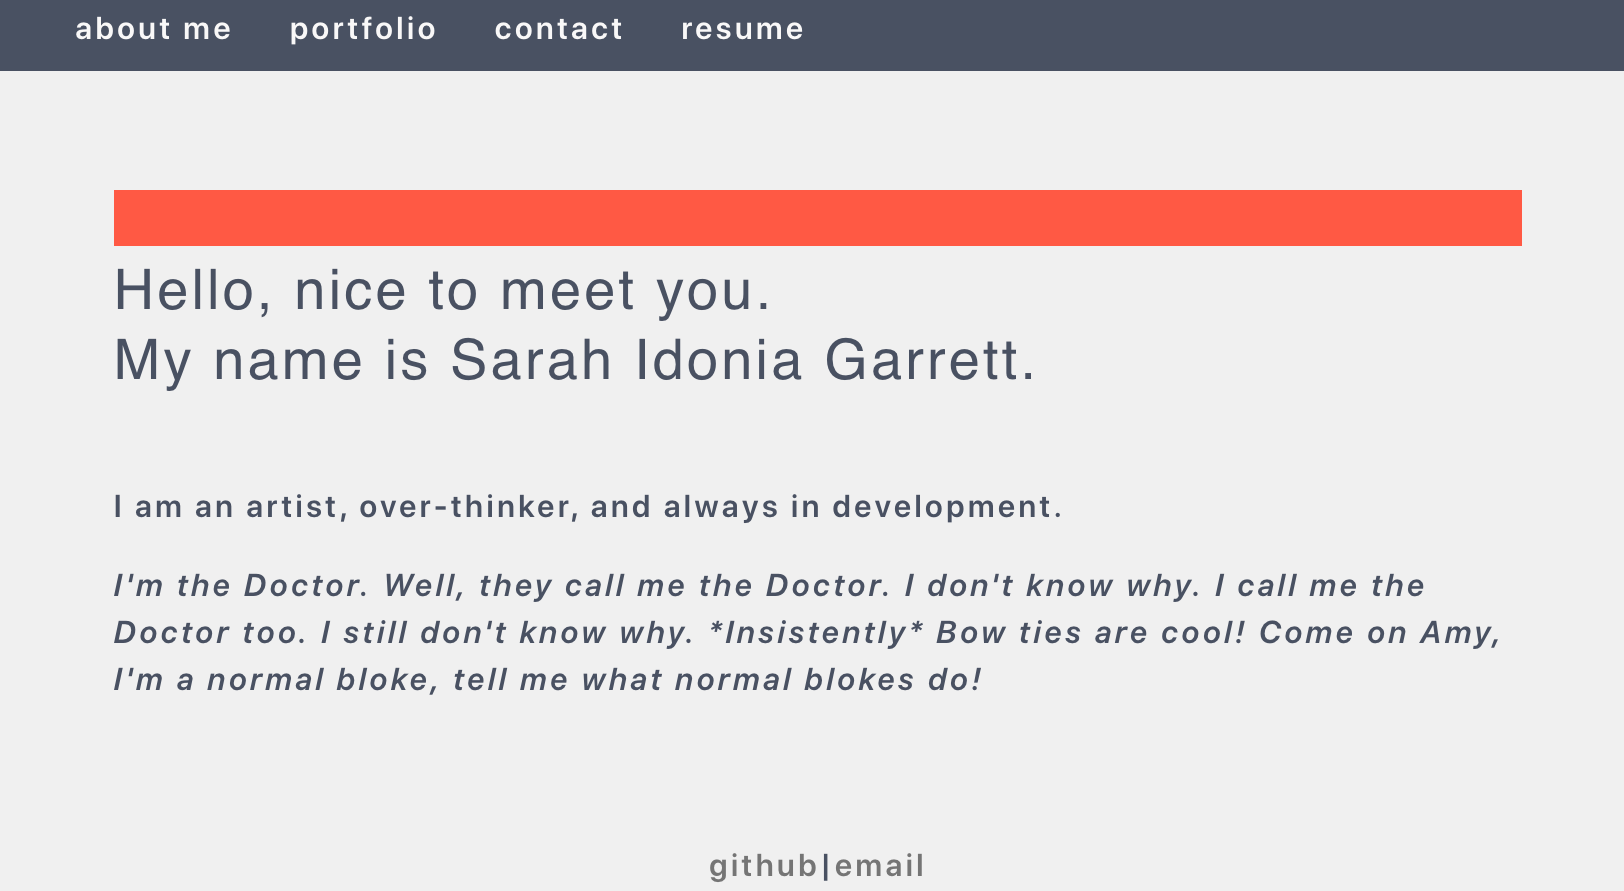 about me portfolio contact resume
Hello, nice to meet you.
My name is Sarah Idonia Garrett.
I am an artist, over-thinker, and always in development.
I'm the Doctor. Well, they call me the Doctor. I don't know why. I call me the
Doctor too. I still don't know why. *Insistently* Bow ties are cool! Come on Amy,
I'm a normal bloke, tell me what normal blokes do!
github|email